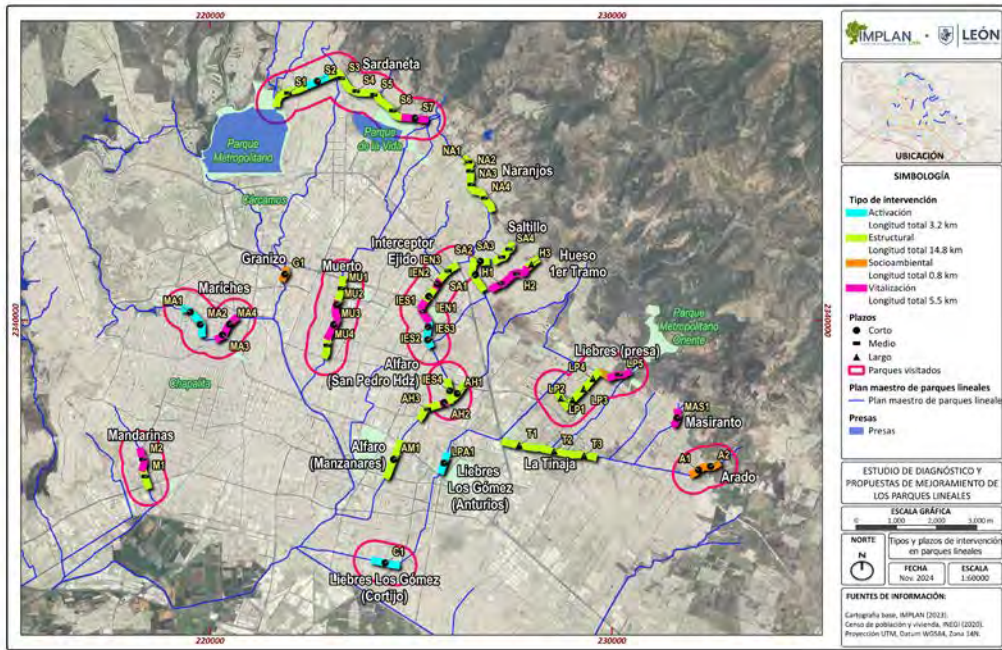 220000
230000
Sardaneta
S1
S2
S3
S4
S5
S6
S7
Parque
Metropolitano
Parque
de la Vida
NA1
NA2
NA3
NA4
Naranjos
Cárcamos
Granizo
G1
Interceptor
Ejido
IEN3
IEN2
IES1
IEN1
IES3
IES2
IES4
Saltillo
SA4
SA3
SA2
SA1
Hueso
1er Tramo
H3
H1
H2
Muerto
MU1
MU2
MU3
MU4
Mariches
MA1
MA2
MA4
MA3
2340000
2340000
Parque
Metropolitano
Oriente
Liebres (presa)
LP4
LP5
LP2
LP3
LP1
Alfaro
(San Pedro Hdz)
AH1
AH3
AH2
Chapalita
MAS1
Masiranto
Mandarinas
M2
M1
Alfaro
(Manzanares)
AM1
LPA1
Liebres
Los Gómez
(Anturios)
T1
T2
T3
La Tinaja
A1
A2
Arado
C1
Liebres Los Gómez
(Cortijo)
220000
230000
IMPLAN
LEÓN
UBICACIÓN
SIMBOLOGÍA
Tipo de intervención
Activación
Longitud total 3.2 km
Estructural
Longitud total 14.8 km
Socioambiental
Longitud total 0.8 km
Vitalización
Longitud total 5.5 km
Plazos
Corto
Medio
Largo
Parques visitados
Plan maestro de parques lineales
Plan maestro de parques lineales
Presas
Presas
ESTUDIO DE DIAGNÓSTICO Y
PROPUESTAS DE MEJORAMIENTO DE
LOS PARQUES LINEALES
ESCALA GRÁFICA
0 1,000 2,000 3,000 m
NORTE
N
Tipos y plazos de intervención
en parques lineales
FECHA
Nov. 2024
ESCALA
1:60000
FUENTES DE INFORMACIÓN:
Cartografía base, IMPLAN (2023).
Censo de población y vivienda, INEGI (2020).
Proyección UTM, Datum WGS84, Zona 14N.